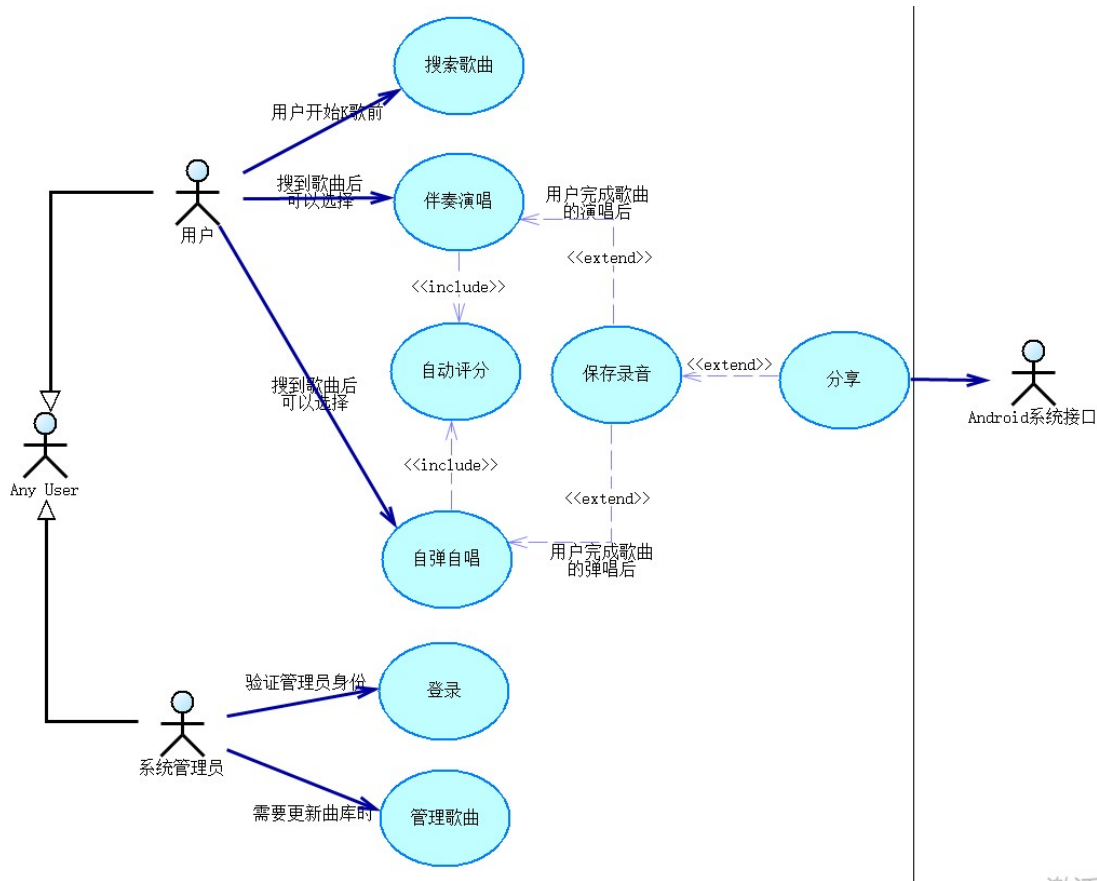 搜索歌曲
用户开始K歌前
搜到歌曲后
可以选择
伴奏演唱
用户完成歌曲
的演唱后
用户
<<extend>>
<<include>>
自动评分
保存录音
<<extend>>
分享
搜到歌曲后
可以选择
Android系统接口
<<include>>
Any User
<<extend>>
自弹自唱
用户完成歌曲
的弹唱后
验证管理员身份
登录
系统管理员
需要更新曲库时
管理歌曲